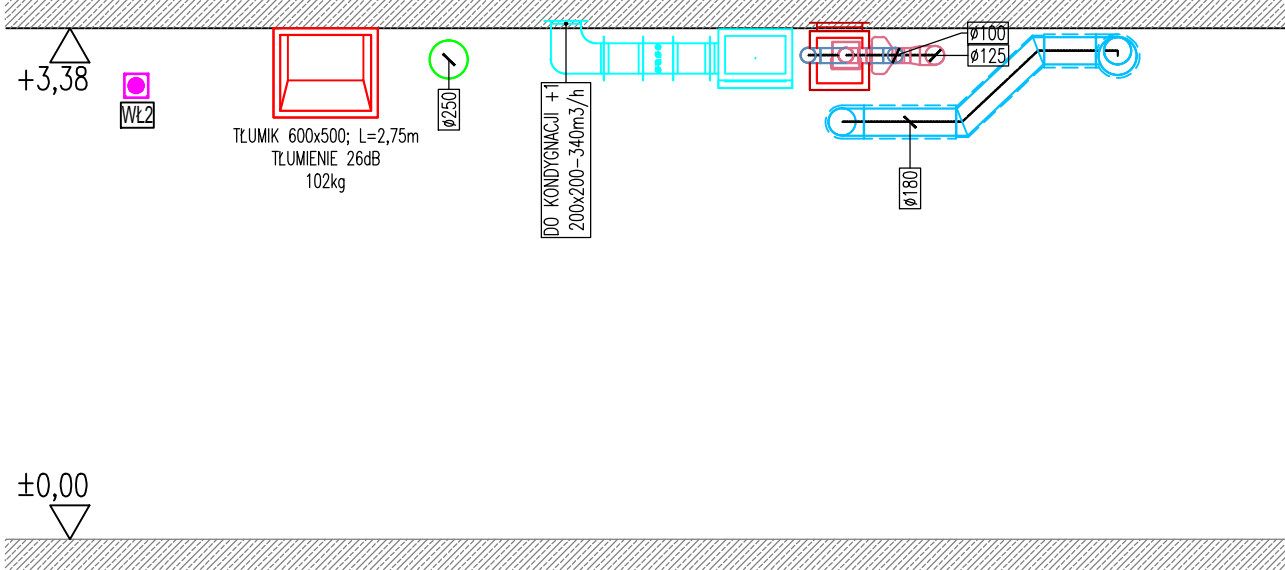 +3,38
WŁ2
TŁUMIK 600x500; L=2,75m
TŁUMIENIE 26dB
102kg
ø250
DO KONDYGNACJI +1
200x200-340m3/h
ø100
ø125
ø180
±0,00